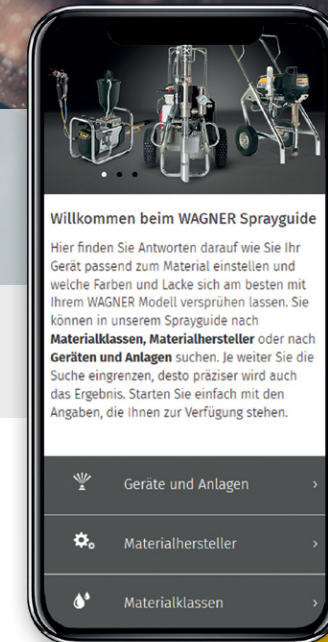 Willkommen beim WAGNER Sprayguide
Hier finden Sie Antworten darauf wie Sie Ihr
Gerät passend zum Material einstellen und
welche Farben und Lacke sich am besten mit
Ihrem WAGNER Modell versprühen lassen. Sie
können in unserem Sprayguide nach
Materialklassen, Materialhersteller oder nach
Geräten und Anlagen suchen. Je weiter Sie die
Suche eingrenzen, desto präziser wird auch
das Ergebnis. Starten Sie einfach mit den
Angaben, die Ihnen zur Verfügung stehen.
Geräte und Anlagen
Materialhersteller
Materialklassen